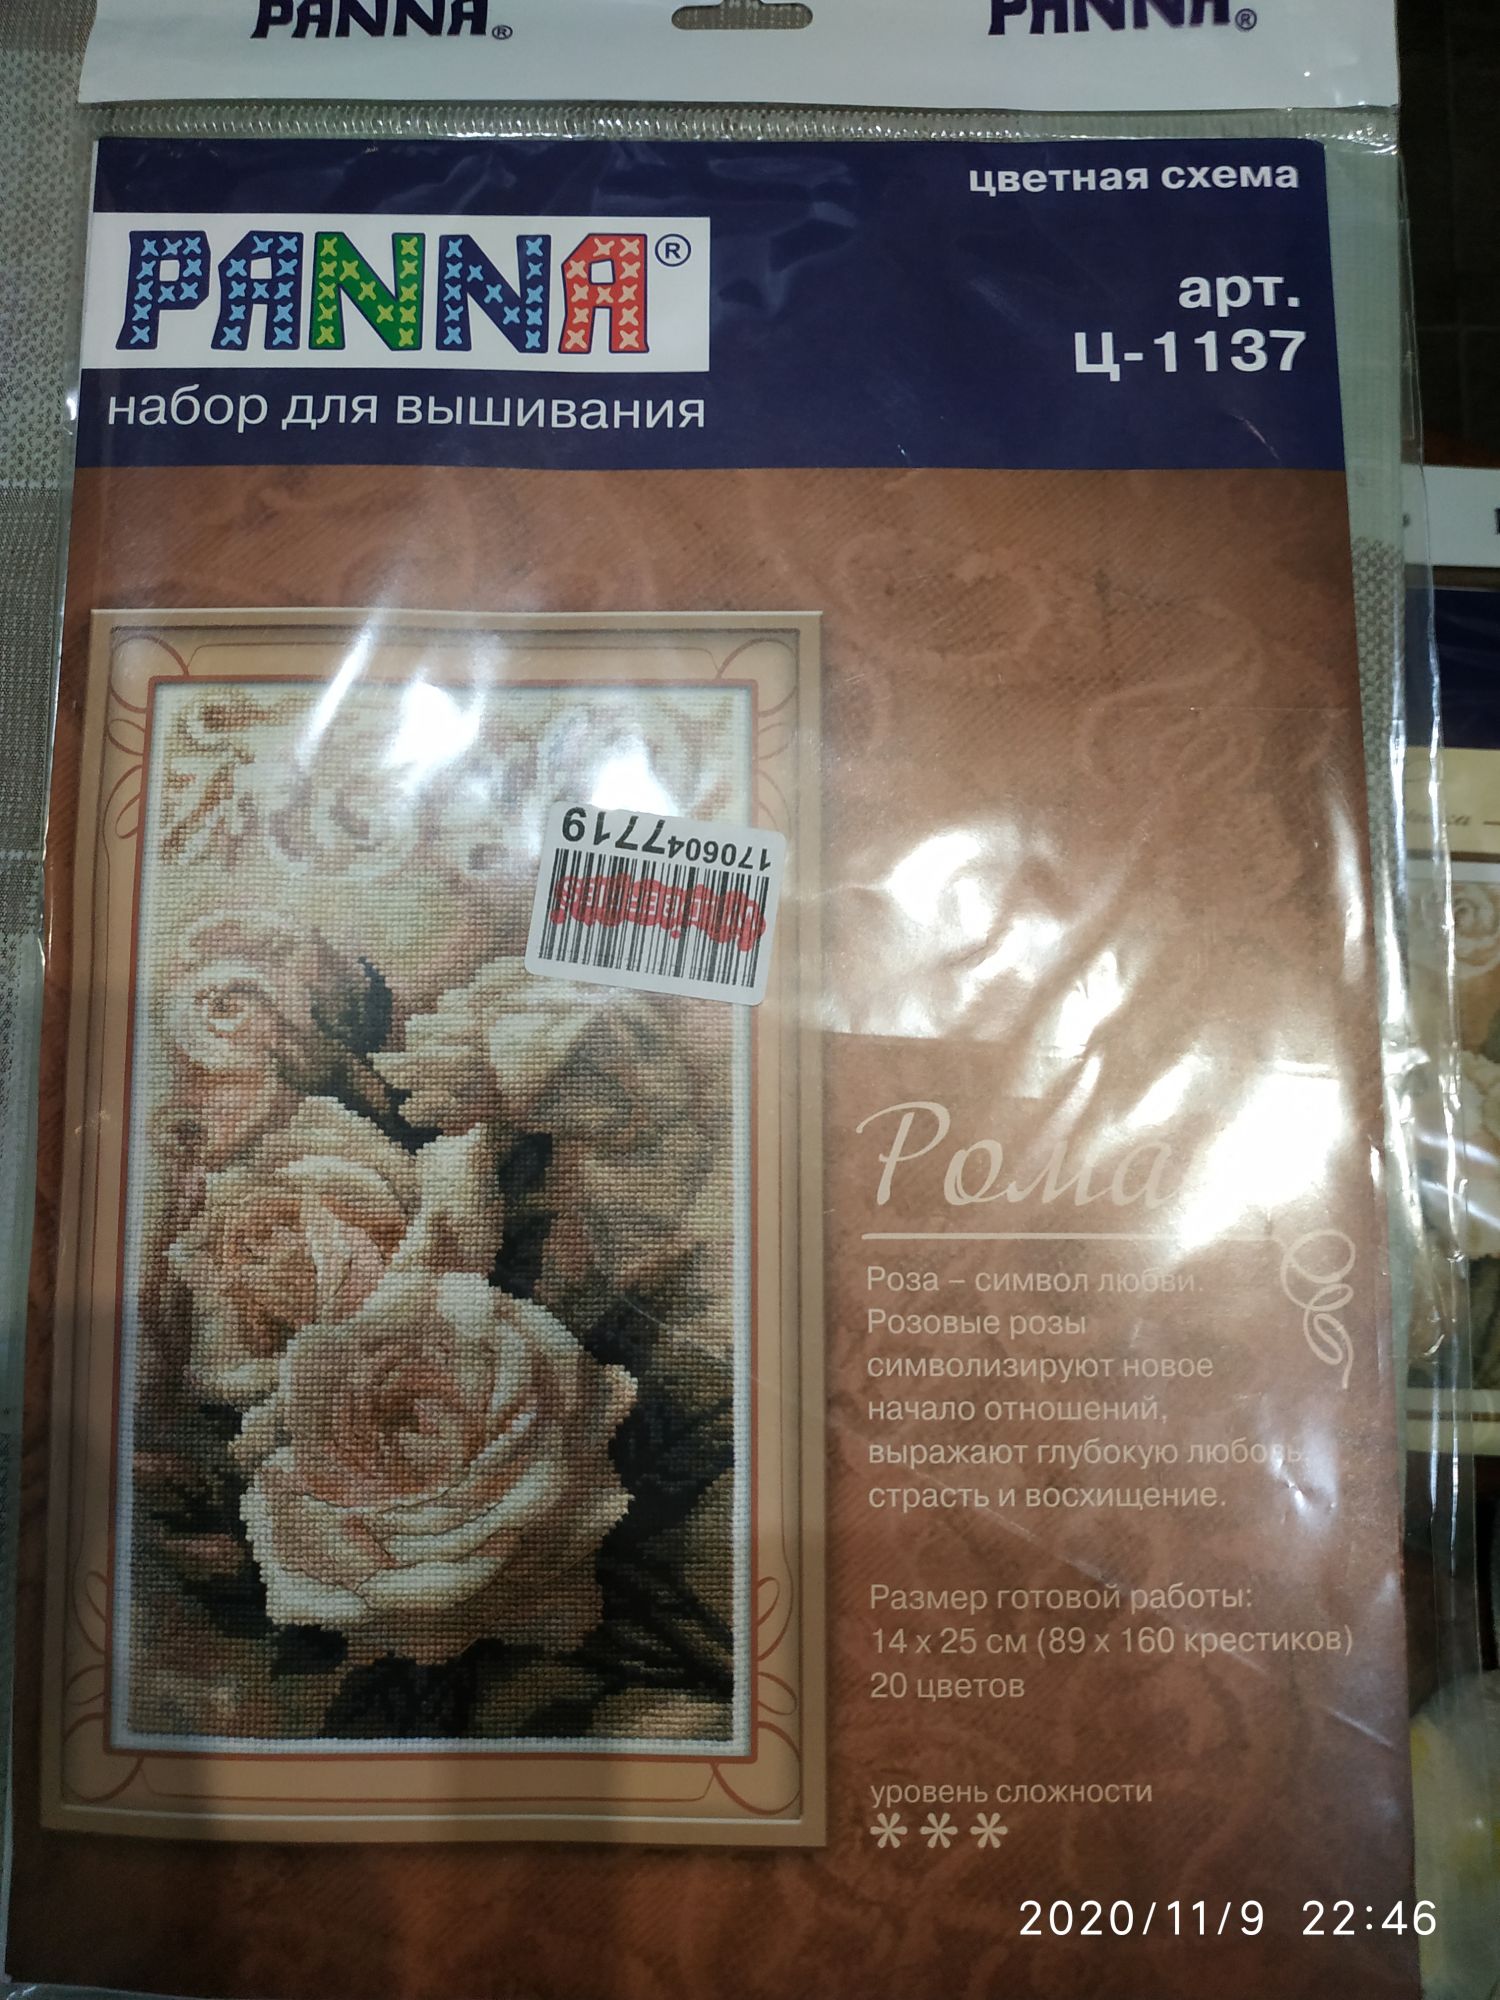 PANNA®
PANNA®
цветная схема
PANNA®
арт.
Ц-1137
набор для вышивания
1706047719
WILDBERRIES
Роза – символ любви.
Розовые розы
символизируют новое
начало отношений,
выражают глубокую любовь,
страсть и восхищение.
Размер готовой работы:
14 х 25 см (89 х 160 крестиков)
20 цветов
уровень сложности
***
2020/11/9 22:46